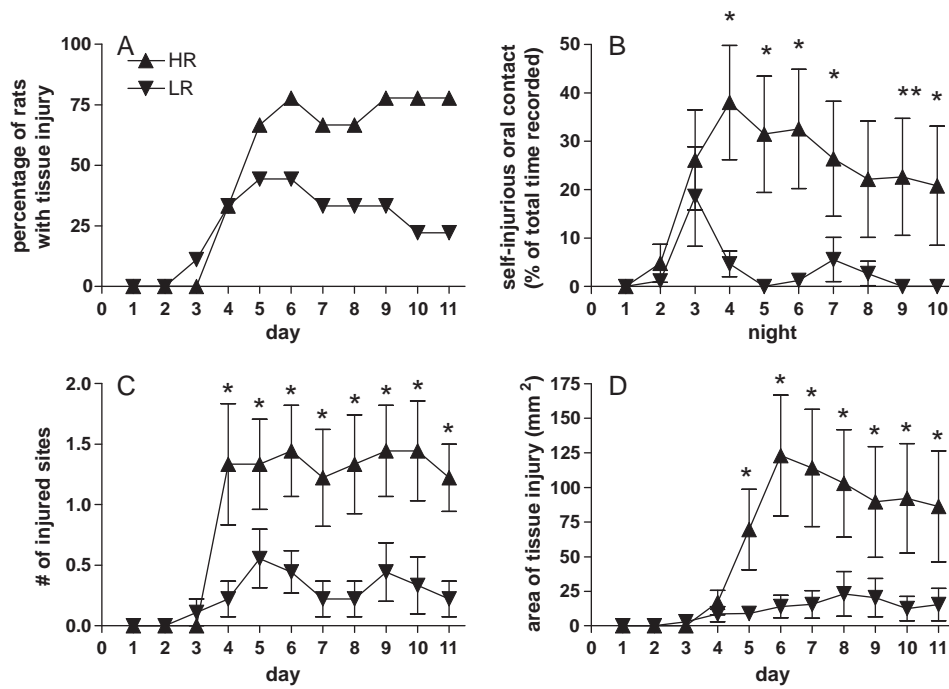 A
HR
LR
percentage of rats
with tissue injury
100
75
50
25
0
0 1 2 3 4 5 6 7 8 9 10 11
day
B
self-injurious oral contact
(% of total time recorded)
50
40
30
20
10
0
* * * * ** *
0 1 2 3 4 5 6 7 8 9 10
night
C
# of injured sites
2.0
1.5
1.0
0.5
0.0
* * * * * * * *
0 1 2 3 4 5 6 7 8 9 10 11
day
D
area of tissue injury (mm 2)
175
150
125
100
75
50
25
0
* * * * * * *
0 1 2 3 4 5 6 7 8 9 10 11
day